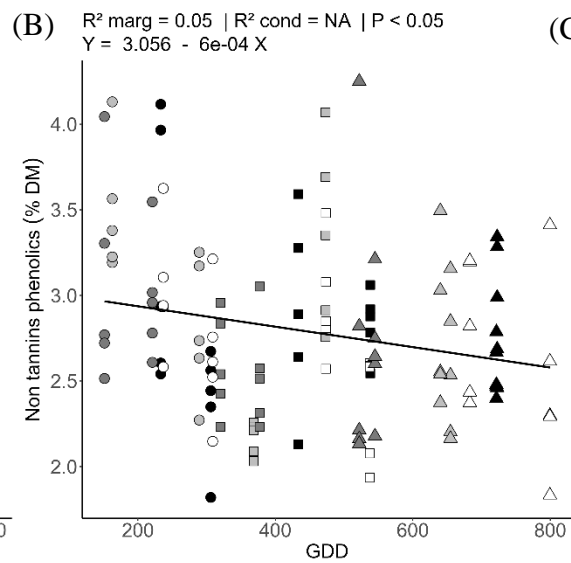 (B)
R² marg = 0.05 | R² cond = NA | P < 0.05
(C
Y = 3.056 - 6e-04 X
Non tannins phenolics (% DM)
4.0
3.5
3.0
2.5
2.0
0
200
400
600
800
GDD